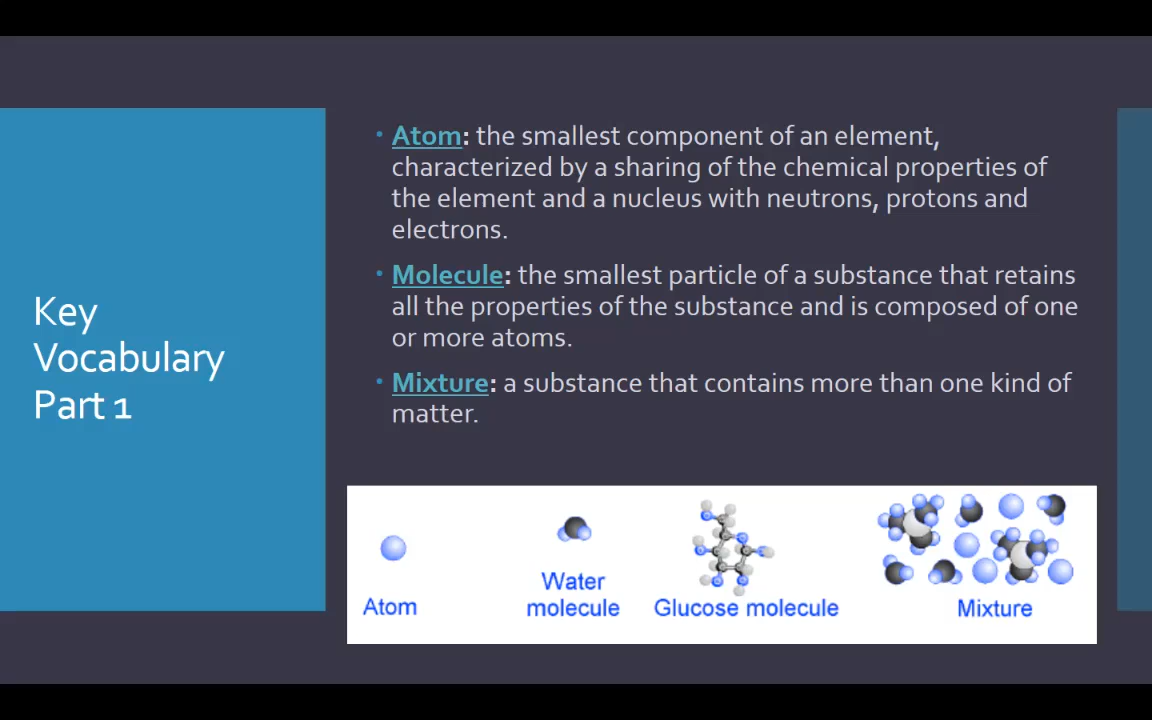 Key
Vocabulary
Part 1
• Atom: the smallest component of an element,
characterized by a sharing of the chemical properties of
the element and a nucleus with neutrons, protons and
electrons.
• Molecule: the smallest particle of a substance that retains
all the properties of the substance and is composed of one
or more atoms.
• Mixture: a substance that contains more than one kind of
matter.
Atom
Water
molecule
Glucose molecule
Mixture